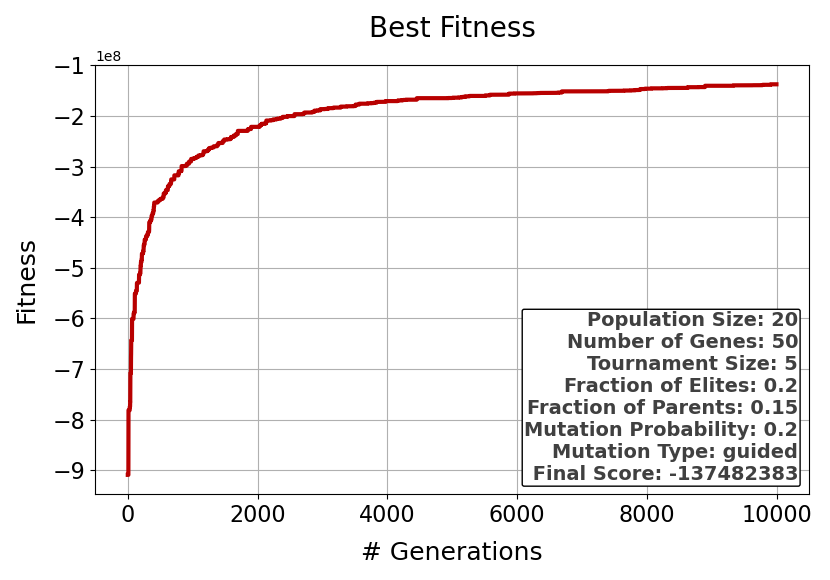 Best Fitness
1e8
−1
−2
−3
−4
−5
−6
−7
−8
−9
Fitness
Population Size: 20
Number of Genes: 50
Tournament Size: 5
Fraction of Elites: 0.2
Fraction of Parents: 0.15
Mutation Probability: 0.2
Mutation Type: guided
Final Score: -137482383
0 2000 4000 6000 8000 10000
# Generations